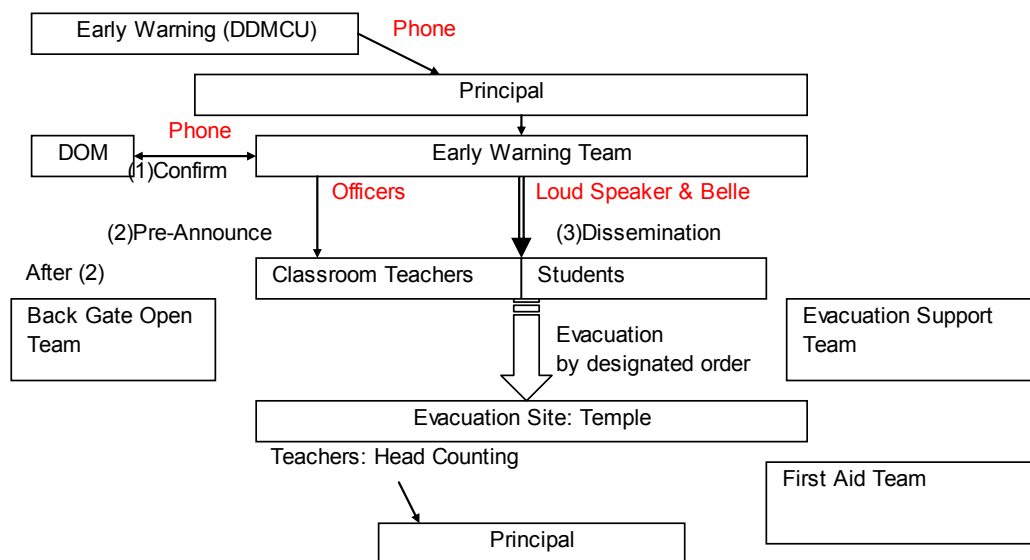 Early Warning (DDMCU)
Phone
Principal
Phone
DOM
Early Warning Team
(1)Confirm
Officers
Loud Speaker & Belle
(2)Pre-Announce
(3)Dissemination
After (2)
Classroom Teachers
Students
Back Gate Open
Team
Evacuation
by designated order
Evacuation Support
Team
Evacuation Site: Temple
Teachers: Head Counting
First Aid Team
Principal